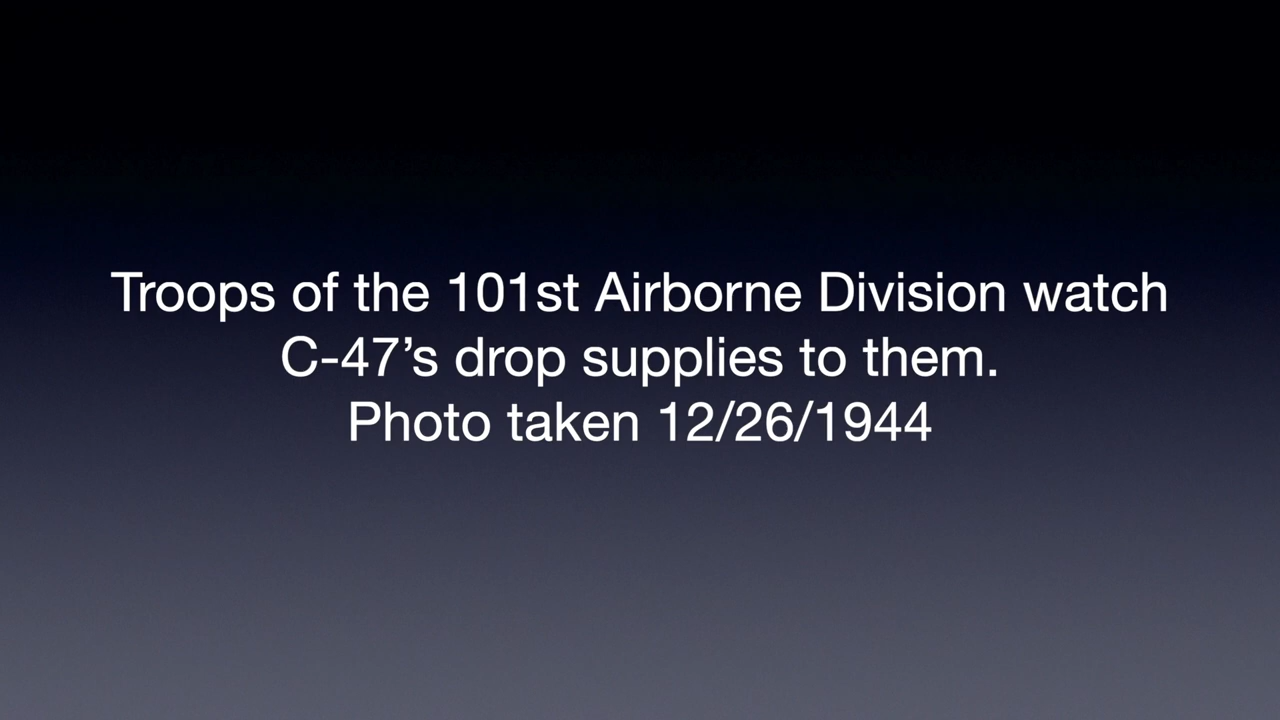 Troops of the 101st Airborne Division watch
C-47’s drop supplies to them.
Photo taken 12/26/1944